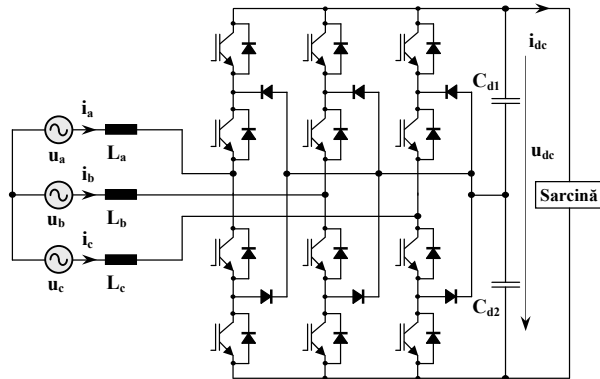 i_dc
C_d1
i_a
u_a
L_a
u_dc
i_b
u_b
L_b
Sarcină
i_c
u_c
L_c
C_d2